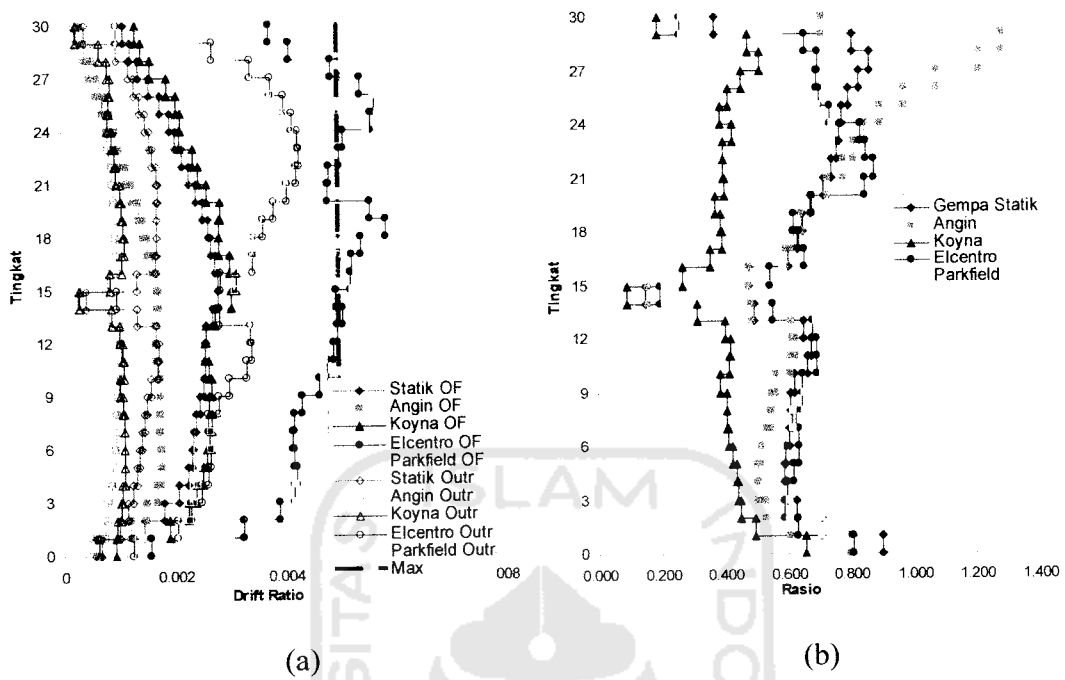 30
27
24
21
18
15
12
9
6
3
0
Tingkat
0
0.002
0.004
008
Drift Ratio
Statik OF
Angin OF
Koyna OF
Elcentro OF
Parkfield OF
Statik Outr
Angin Outr
Koyna Outr
Elcentro Outr
Parkfield Outr
Max
(a)
30
27
24
21
18
15
12
9
6
3
0
Tingkat
0 000
0.200
0.400
0.600
0.800
1.000
1.200
1.400
Rasio
Gempa Statik
Angin
Koyna
Elcentro
Parkfield
(b)
SLAM
SITAS
INDO